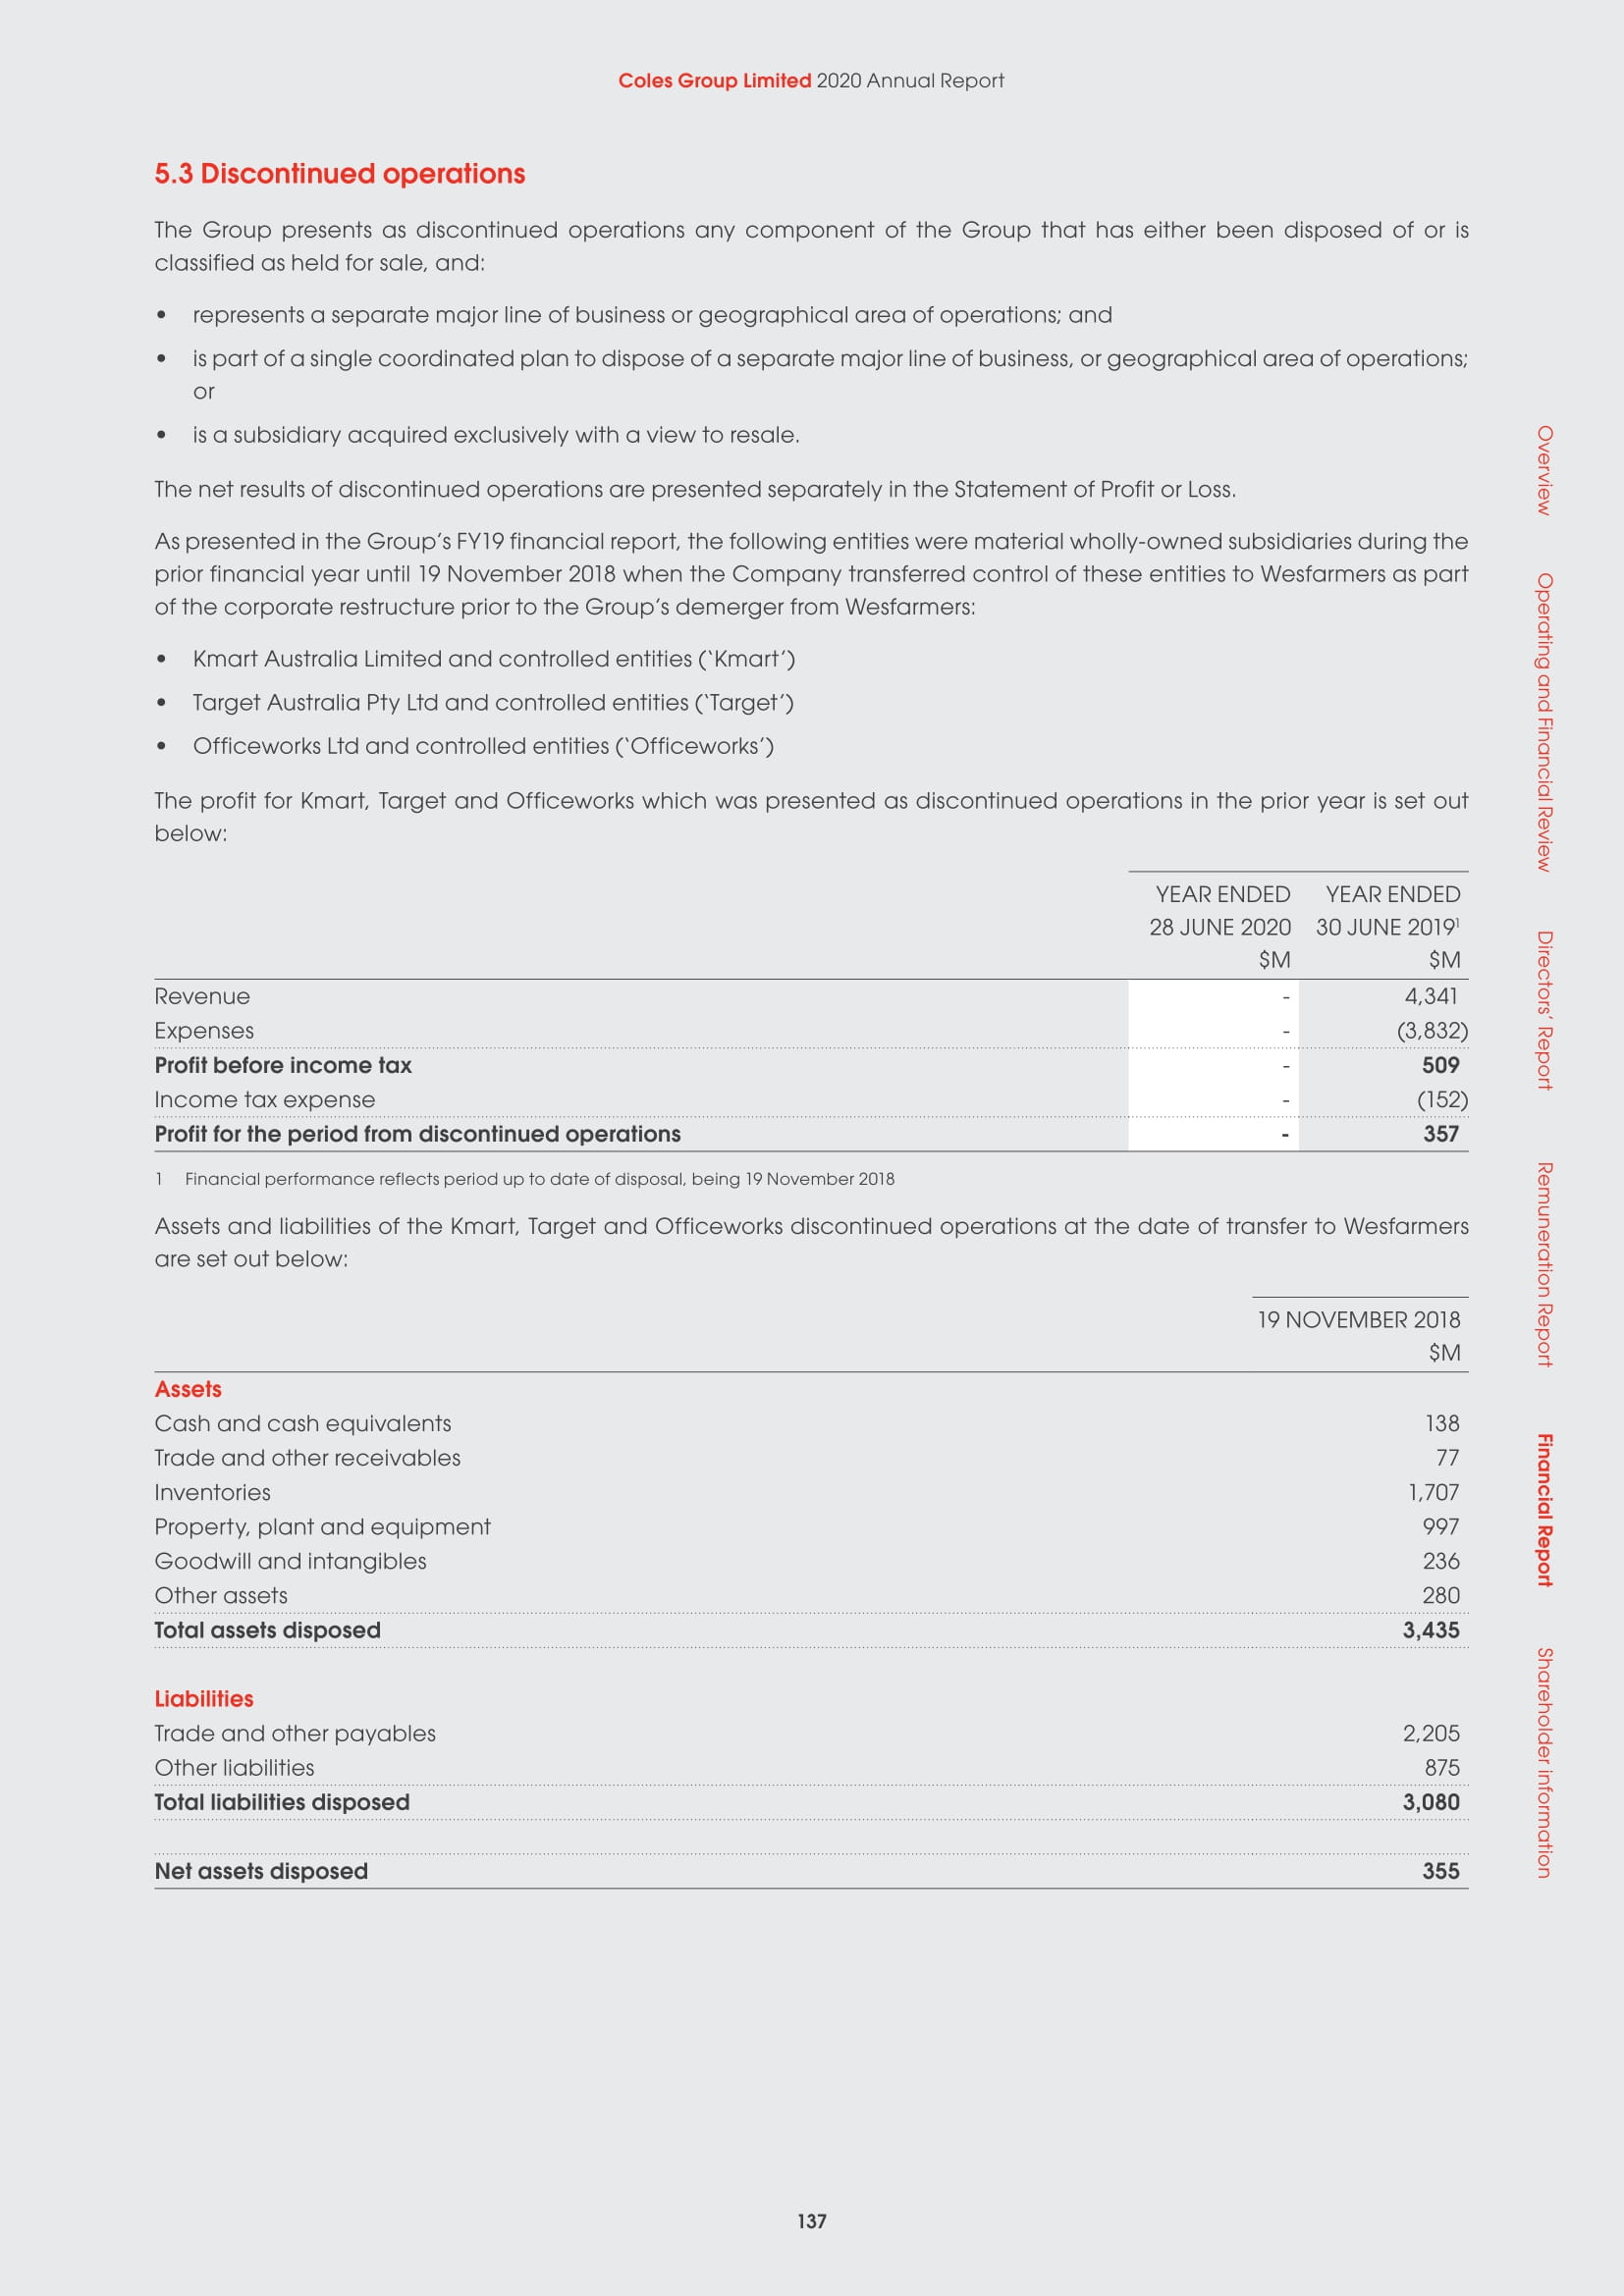 Coles Group Limited 2020 Annual Report
5.3 Discontinued operations
The Group presents as discontinued operations any component of the Group that has either been disposed of or is
classified as held for sale, and:
• represents a separate major line of business or geographical area of operations; and
• is part of a single coordinated plan to dispose of a separate major line of business, or geographical area of operations;
or
• is a subsidiary acquired exclusively with a view to resale.
The net results of discontinued operations are presented separately in the Statement of Profit or Loss.
As presented in the Group’s FY19 financial report, the following entities were material wholly-owned subsidiaries during the
prior financial year until 19 November 2018 when the Company transferred control of these entities to Wesfarmers as part
of the corporate restructure prior to the Group’s demerger from Wesfarmers:
• Kmart Australia Limited and controlled entities (‘Kmart’)
• Target Australia Pty Ltd and controlled entities (‘Target’)
• Officeworks Ltd and controlled entities (‘Officeworks’)
The profit for Kmart, Target and Officeworks which was presented as discontinued operations in the prior year is set out
below:
YEAR ENDED YEAR ENDED
28 JUNE 2020 30 JUNE 2019¹
$M $M
Revenue - 4,341
Expenses - (3,832)
Profit before income tax - 509
Income tax expense - (152)
Profit for the period from discontinued operations - 357
1 Financial performance reflects period up to date of disposal, being 19 November 2018
Assets and liabilities of the Kmart, Target and Officeworks discontinued operations at the date of transfer to Wesfarmers
are set out below:
19 NOVEMBER 2018
$M
Assets
Cash and cash equivalents 138
Trade and other receivables 77
Inventories 1,707
Property, plant and equipment 997
Goodwill and intangibles 236
Other assets 280
Total assets disposed 3,435
Liabilities
Trade and other payables 2,205
Other liabilities 875
Total liabilities disposed 3,080
Net assets disposed 355
Overview
Operating and Financial Review
Directors’ Report
Remuneration Report
Financial Report
Shareholder information
137